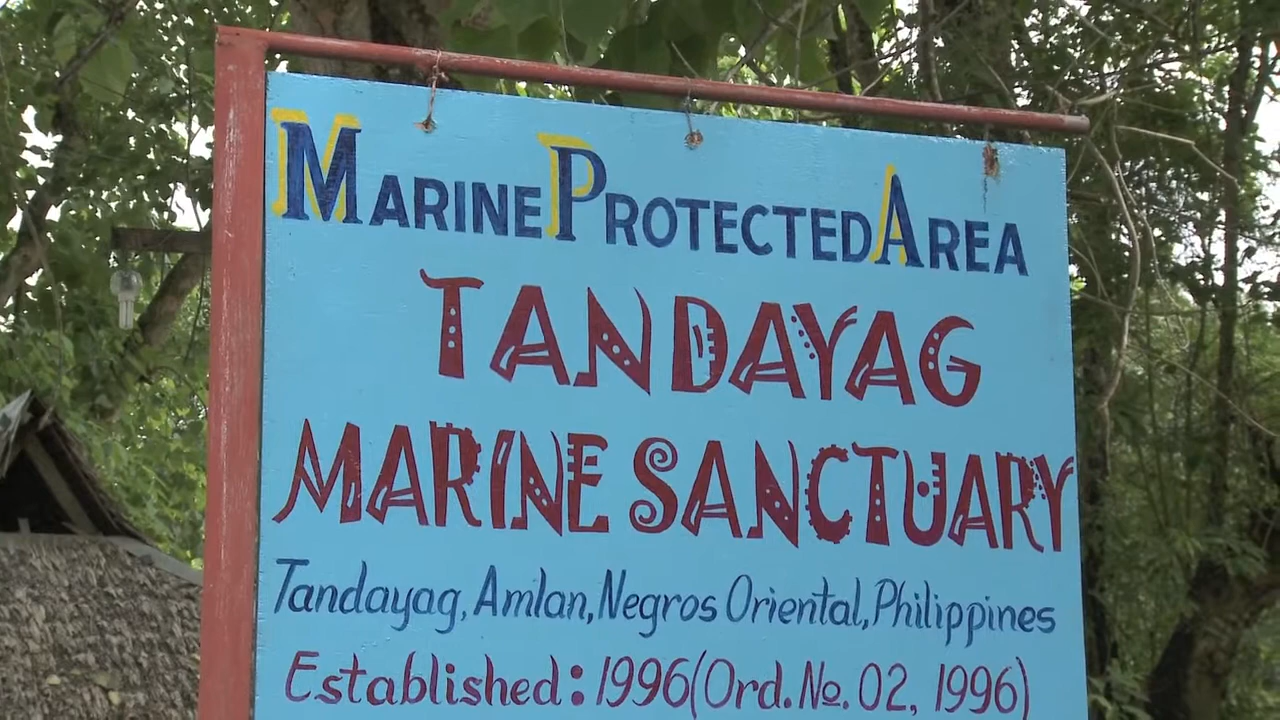 MARINE PROTECTED AREA
TANDAYAG
MARINE SANCTUARY
Tandayag, Amlan, Negros Oriental, Philippines
Established: 1996 (Ord. No. 02, 1996)